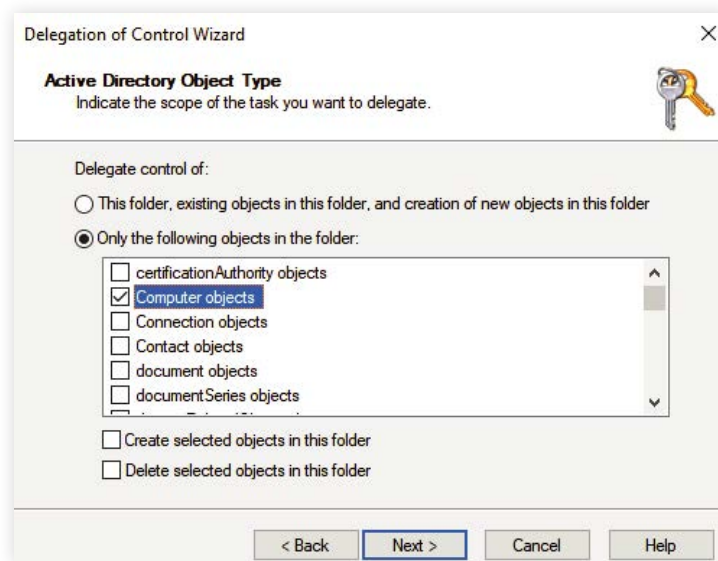 Delegation of Control Wizard
Active Directory Object Type
Indicate the scope of the task you want to delegate.
Delegate control of:
This folder, existing objects in this folder, and creation of new objects in this folder
Only the following objects in the folder:
certificationAuthority objects
Computer objects
Connection objects
Contact objects
document objects
documentSeries objects
Create selected objects in this folder
Delete selected objects in this folder
< Back Next > Cancel Help